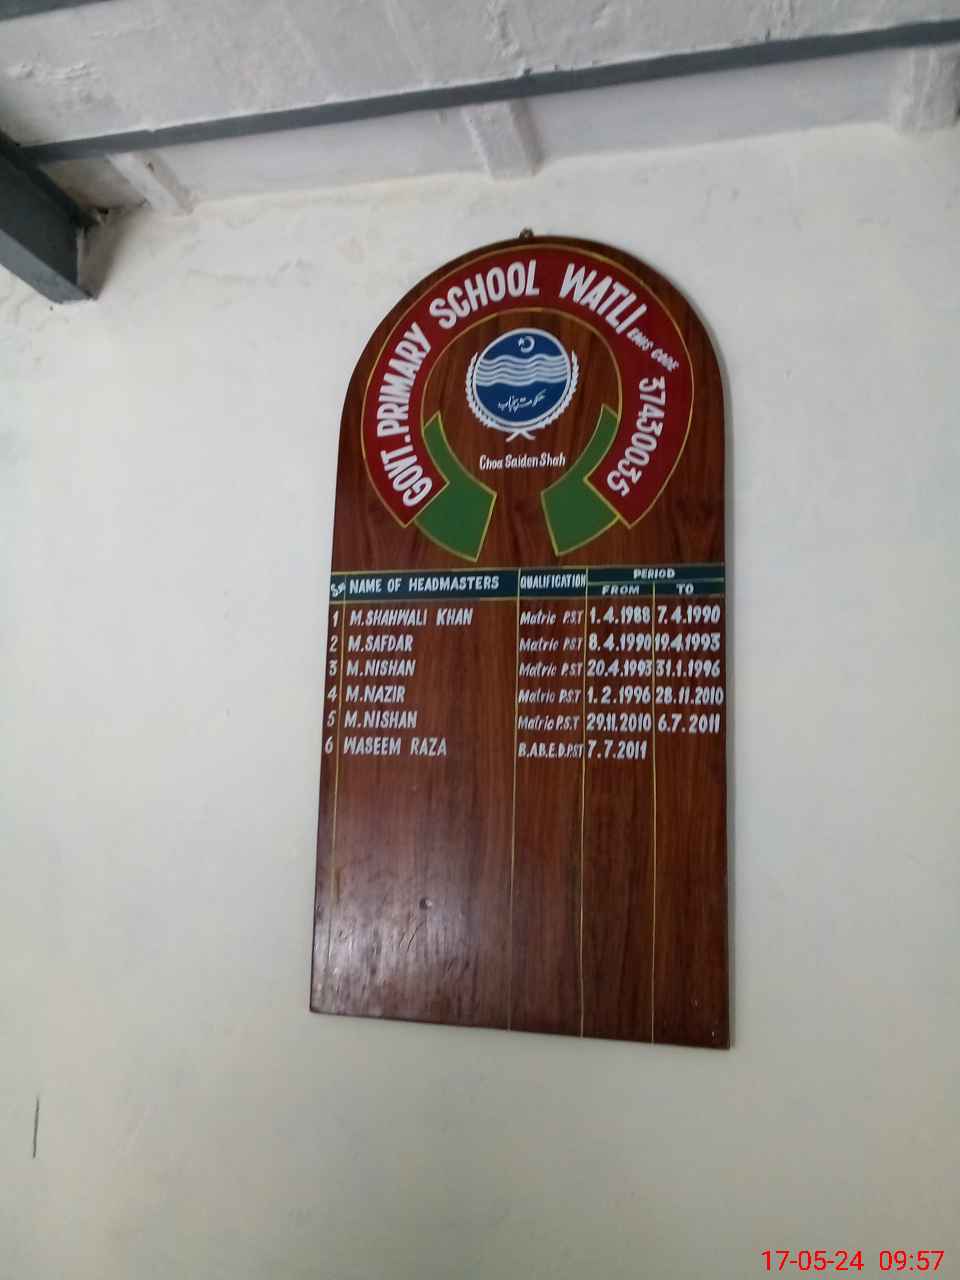 GOVT. PRIMARY SCHOOL WATLI EMIS CODE 37430035
حکومت پنجاب
Choa Saiden Shah
Sr# NAME OF HEADMASTERS QUALIFICATION PERIOD
FROM TO
1 M.SHAHWALI KHAN Matric P.S.T 1.4.1988 7.4.1990
2 M.SAFDAR Matric P.S.T 8.4.1990 19.4.1993
3 M.NISHAN Matric P.S.T 20.4.1993 31.1.1996
4 M.NAZIR Matric P.S.T 1.2.1996 28.11.2010
5 M.NISHAN Matric P.S.T 29.11.2010 6.7.2011
6 WASEEM RAZA B.A B.E.D.P.S.T 7.7.2011
17-05-24 09:57